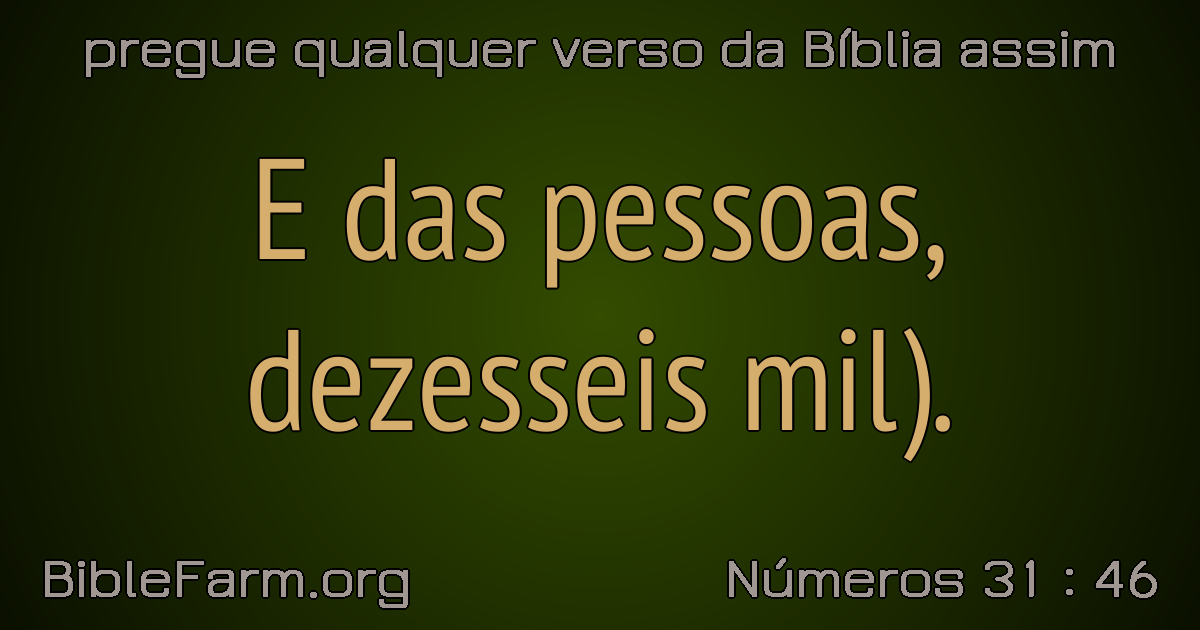 pregue qualquer verso da Bíblia assim
E das pessoas,
dezesseis mil).
BibleFarm.org
Números 31 : 46